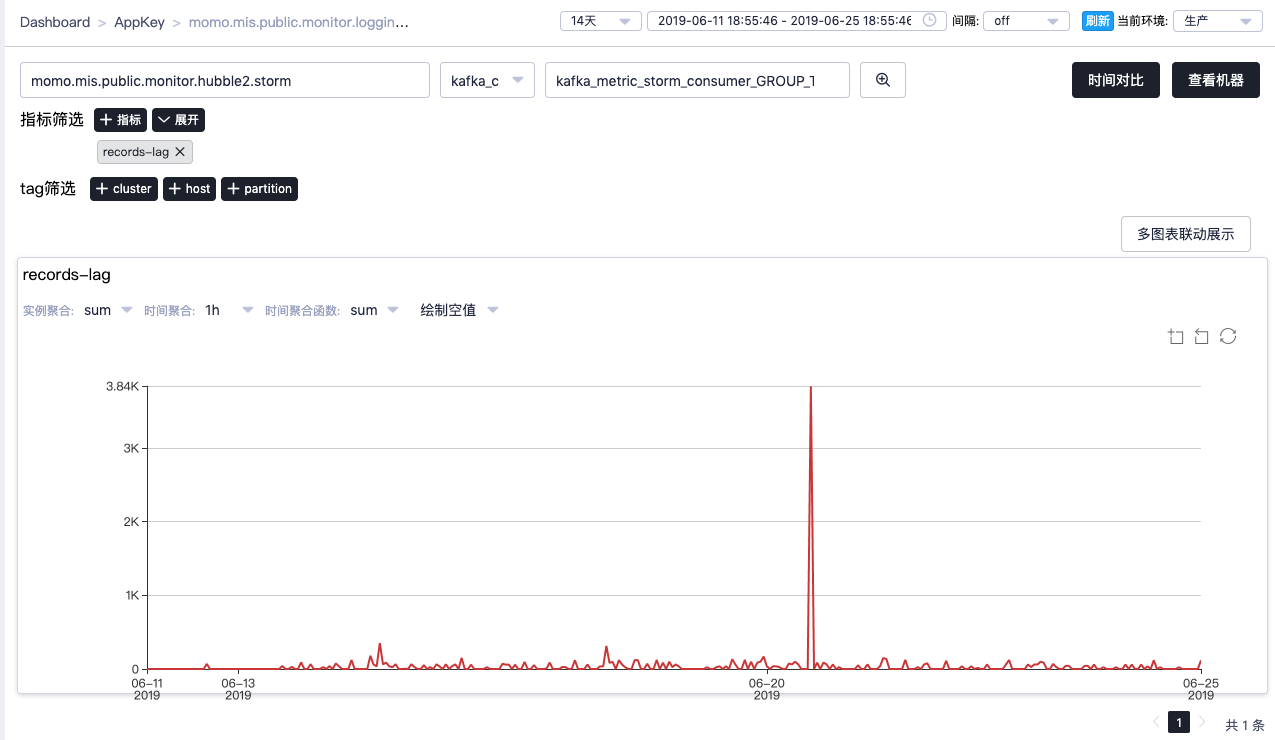 Dashboard > AppKey > momo.mis.public.monitor.loggin... 14天 2019-06-11 18:55:46 - 2019-06-25 18:55:46 间隔: off 刷新 当前环境: 生产
momo.mis.public.monitor.hubble2.storm kafka_c kafka_metric_storm_consumer_GROUP_T 时间对比 查看机器
指标筛选 + 指标 展开
records-lag ×
tag筛选 + cluster + host + partition
多图表联动展示
records-lag
实例聚合: sum 时间聚合: 1h 时间聚合函数: sum 绘制空值
3.84K
3K
2K
1K
0
06-11 06-13 06-20 06-25
2019 2019 2019 2019
< 1 > 共 1 条